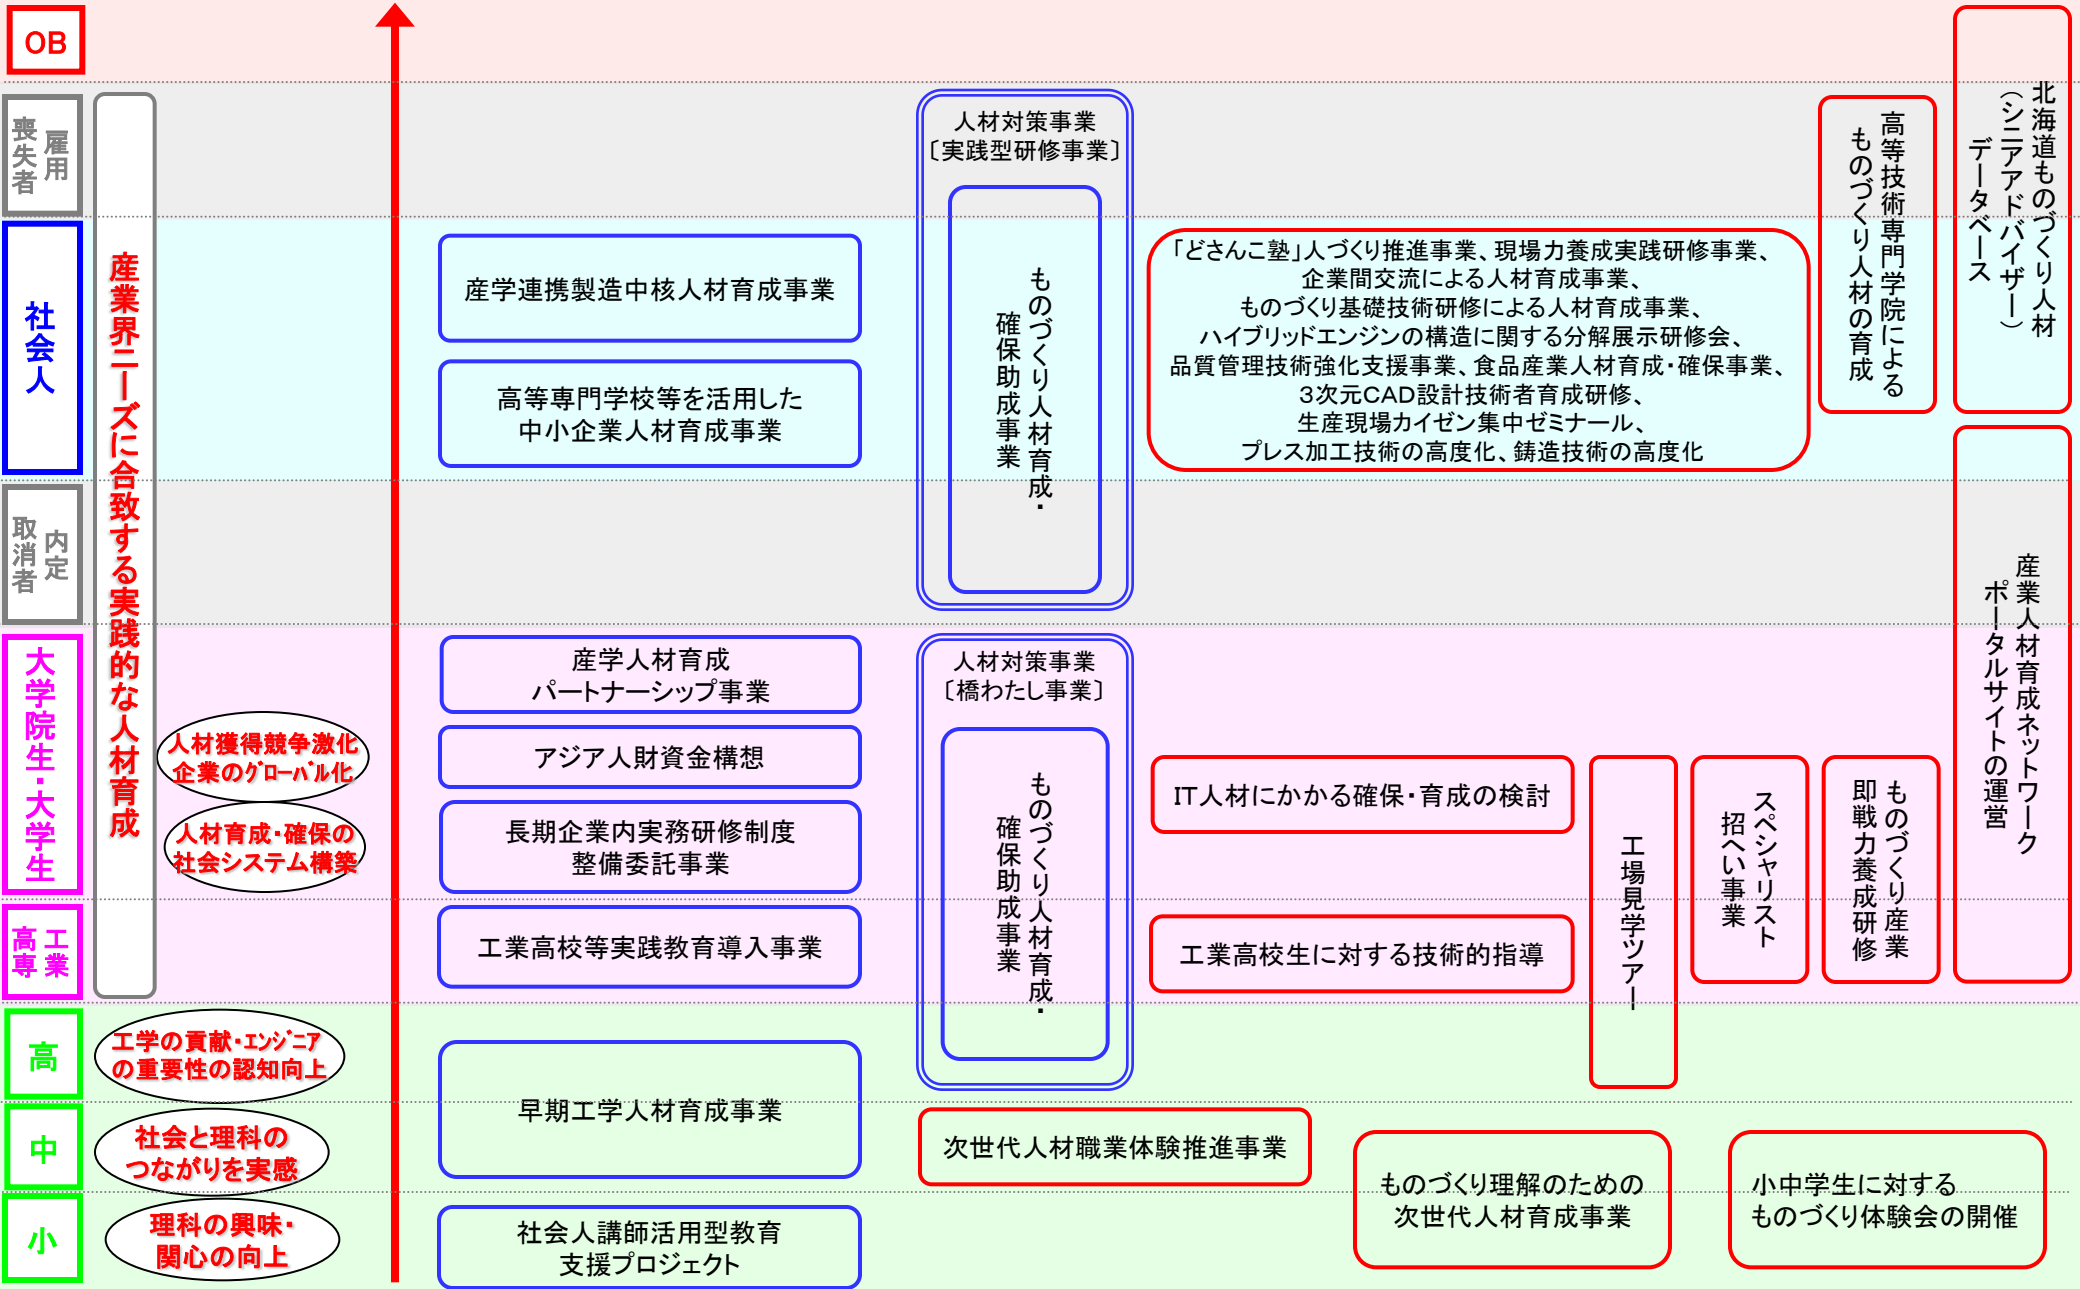 OB
雇用
喪失者
社会人
内定
取消者
大学院生・大学生
工業
高専
高
中
小
産業界ニーズに合致する実践的な人材育成
人材獲得競争激化
企業のグローバル化
人材育成・確保の
社会システム構築
工学の貢献・エンジニア
の重要性の認知向上
社会と理科の
つながりを実感
理科の興味・
関心の向上
産学連携製造中核人材育成事業
高等専門学校等を活用した
中小企業人材育成事業
産学人材育成
パートナーシップ事業
アジア人財資金構想
長期企業内実務研修制度
整備委託事業
工業高校等実践教育導入事業
早期工学人材育成事業
社会人講師活用型教育
支援プロジェクト
人材対策事業
〔実践型研修事業〕
ものづくり人材育成・
確保助成事業
人材対策事業
〔橋わたし事業〕
ものづくり人材育成・
確保助成事業
「どさんこ塾」人づくり推進事業、現場力養成実践研修事業、
企業間交流による人材育成事業、
ものづくり基礎技術研修による人材育成事業、
ハイブリッドエンジンの構造に関する分解展示研修会、
品質管理技術強化支援事業、食品産業人材育成・確保事業、
3次元CAD設計技術者育成研修、
生産現場カイゼン集中ゼミナール、
プレス加工技術の高度化、鋳造技術の高度化
高等技術専門学院による
ものづくり人材の育成
北海道ものづくり人材
（シニアアドバイザー）
データベース
産業人材育成ネットワーク
ポータルサイトの運営
IT人材にかかる確保・育成の検討
工業高校生に対する技術的指導
工場見学ツアー
スペシャリスト
招へい事業
ものづくり産業
即戦力養成研修
次世代人材職業体験推進事業
ものづくり理解のための
次世代人材育成事業
小中学生に対する
ものづくり体験会の開催